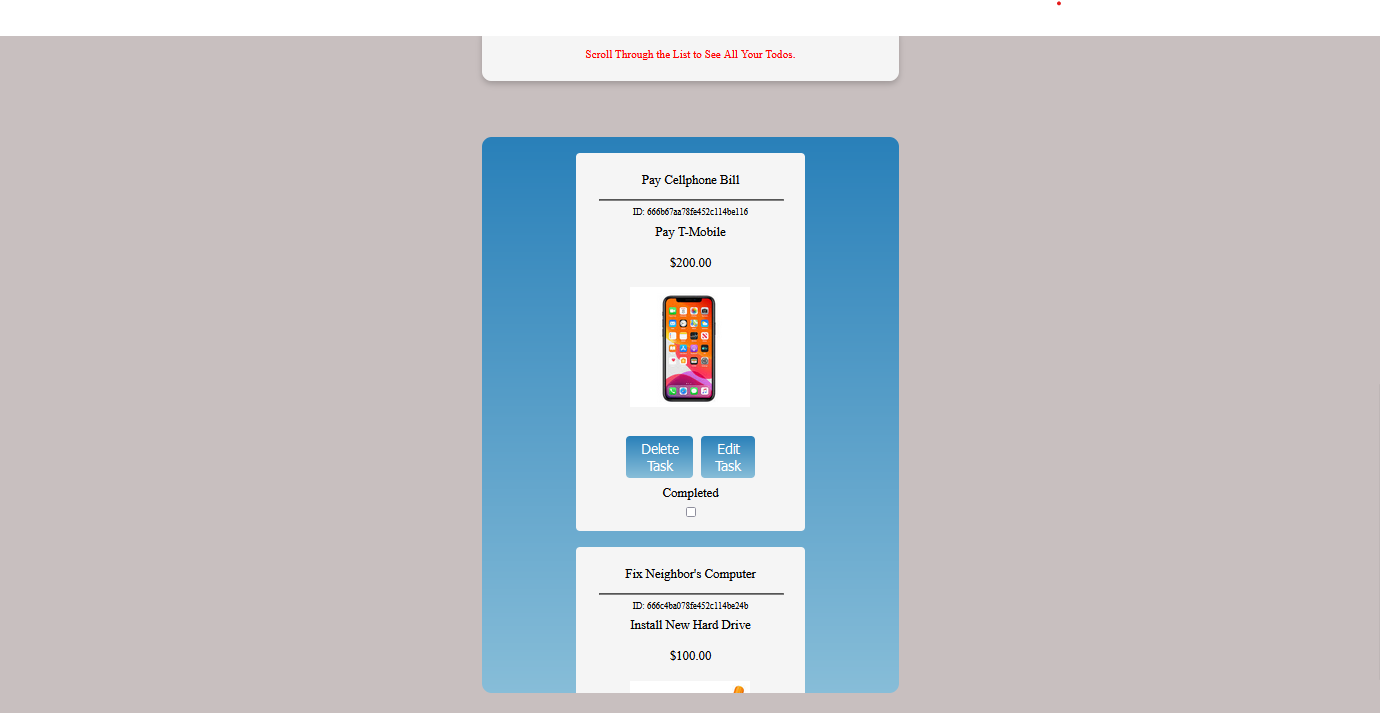 Scroll Through the List to See All Your Todos.
Pay Cellphone Bill
ID: 666b67aa78fe452c114be116
Pay T-Mobile
$200.00
Delete
Task
Edit
Task
Completed
Fix Neighbor's Computer
ID: 666c4ba078fe452c114be24b
Install New Hard Drive
$100.00